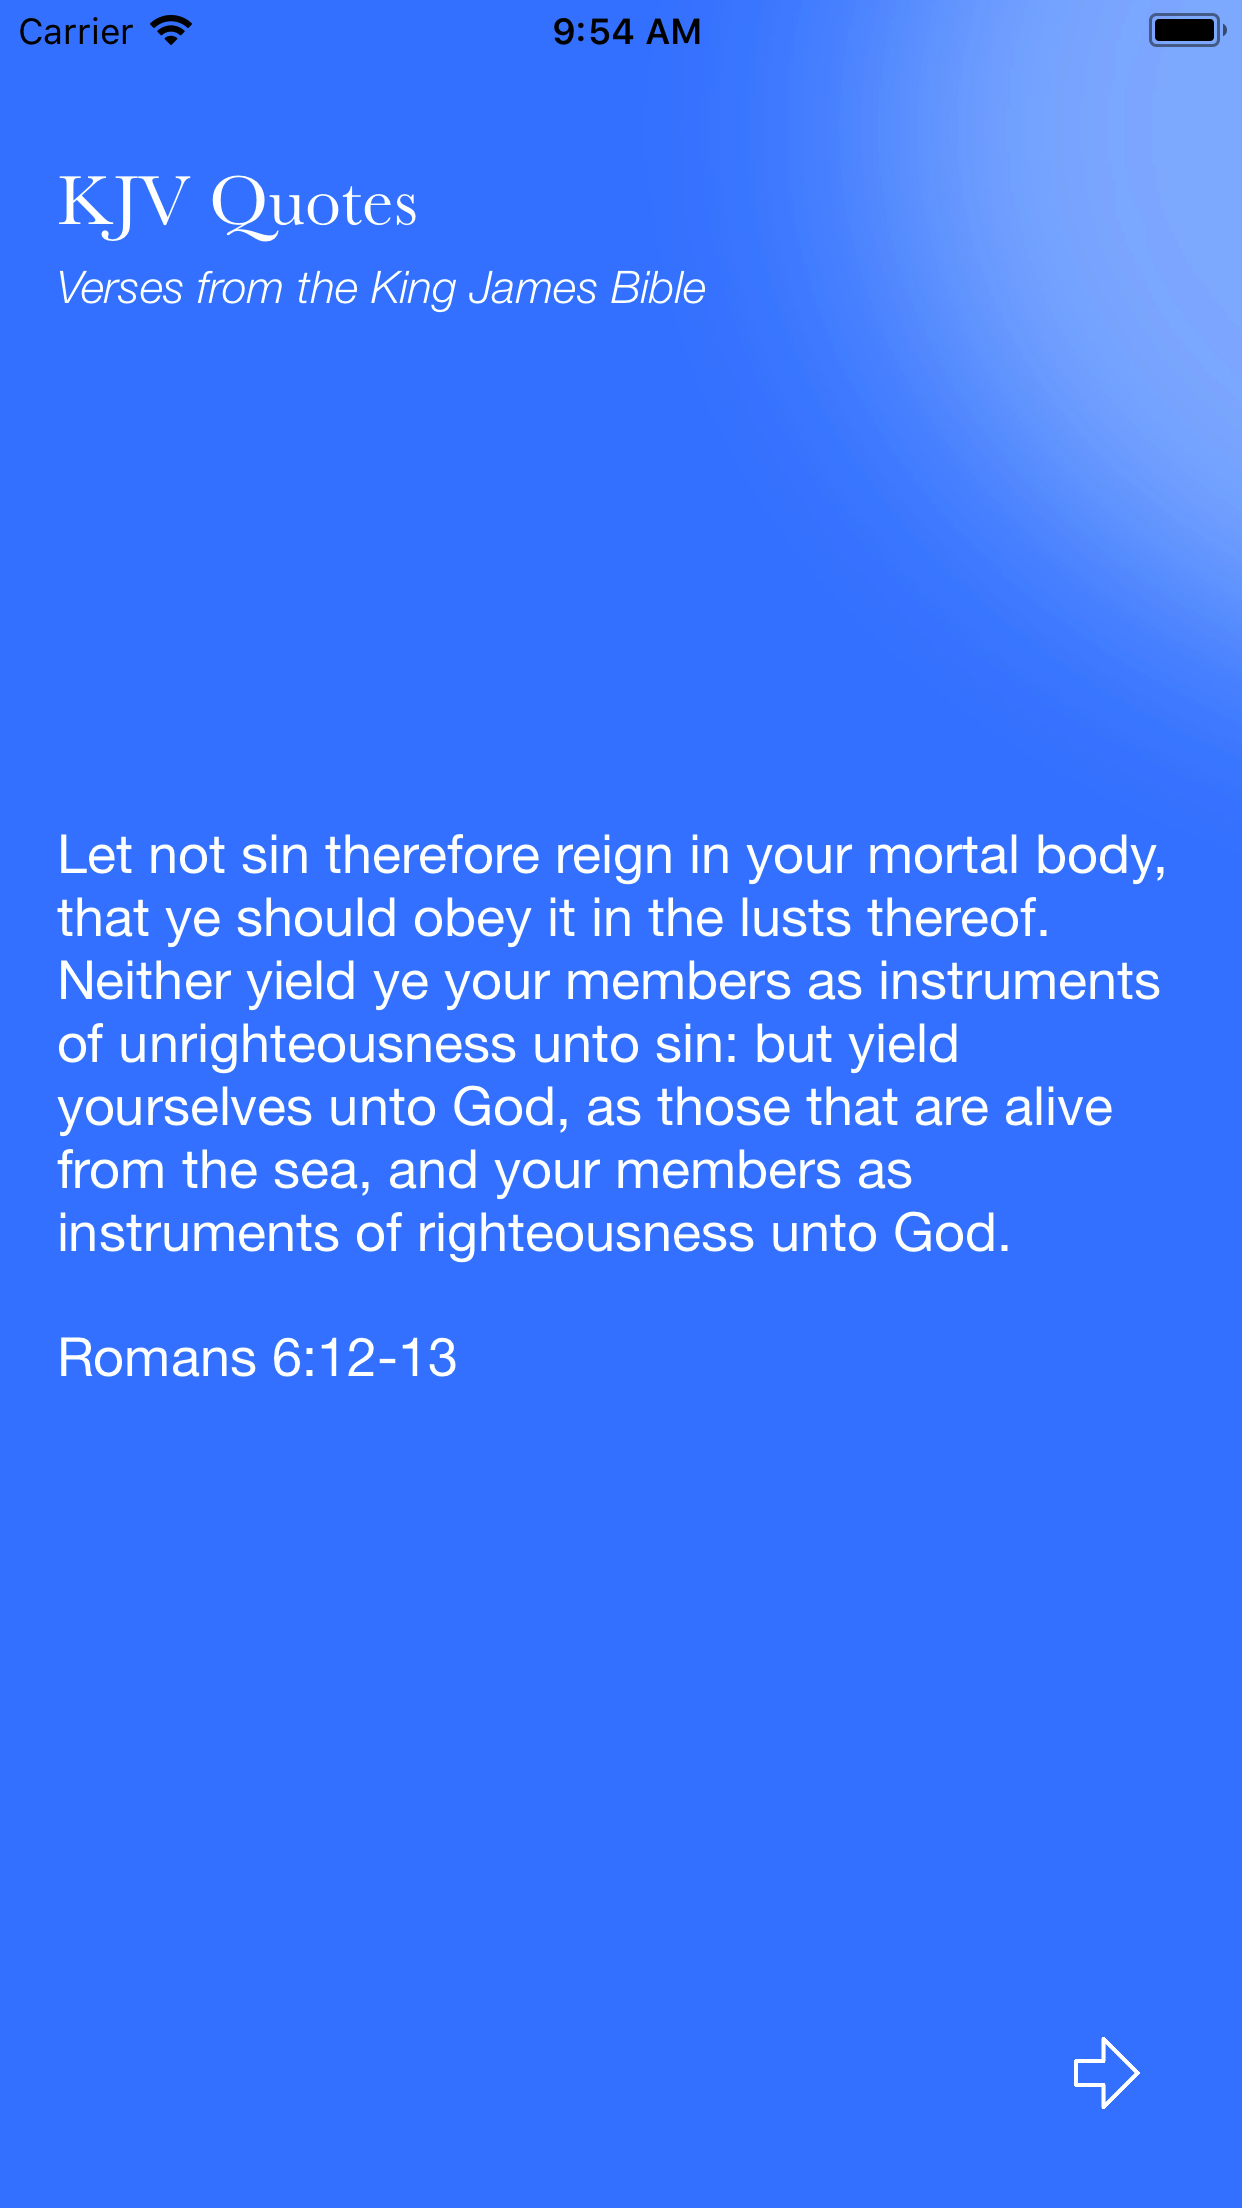 Carrier
9:54 AM
KJV Quotes
Verses from the King James Bible
Let not sin therefore reign in your mortal body,
that ye should obey it in the lusts thereof.
Neither yield ye your members as instruments
of unrighteousness unto sin: but yield
yourselves unto God, as those that are alive
from the sea, and your members as
instruments of righteousness unto God.
Romans 6:12-13